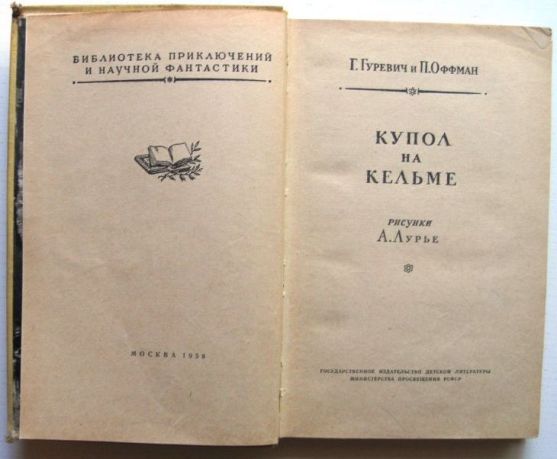 БИБЛИОТЕКА ПРИКЛЮЧЕНИЙ
И НАУЧНОЙ ФАНТАСТИКИ
МОСКВА 1958
Г. ГУРЕВИЧ И П. ОФФМАН
КУПОЛ
НА
КЕЛЬМЕ
РИСУНКИ
А. ЛУРЬЕ
ГОСУДАРСТВЕННОЕ ИЗДАТЕЛЬСТВО ДЕТСКОЙ ЛИТЕРАТУРЫ
МИНИСТЕРСТВА ПРОСВЕЩЕНИЯ РСФСР